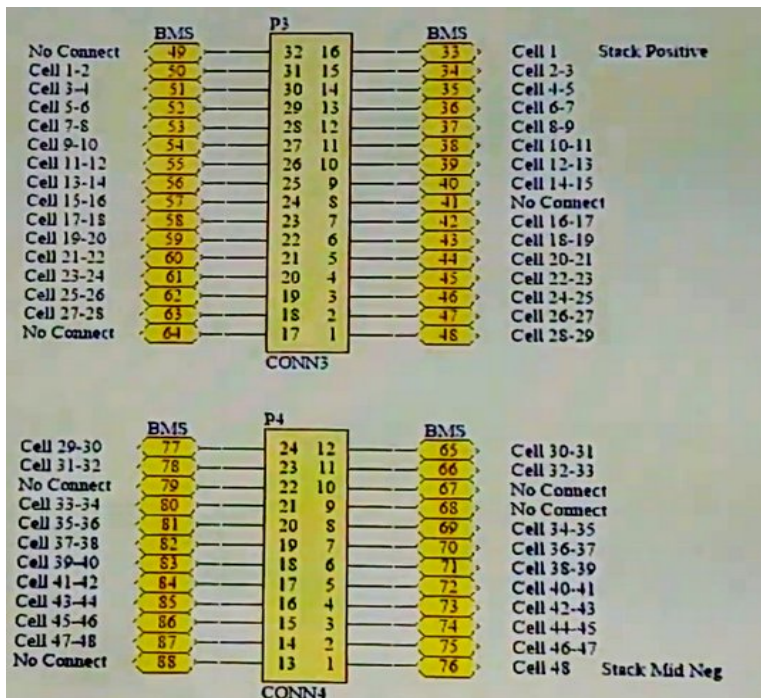 P3
BMS BMS
No Connect 49 32 16 33 Cell 1 Stack Positive
Cell 1-2 50 31 15 34 Cell 2-3
Cell 3-4 51 30 14 35 Cell 4-5
Cell 5-6 52 29 13 36 Cell 6-7
Cell 7-8 53 28 12 37 Cell 8-9
Cell 9-10 54 27 11 38 Cell 10-11
Cell 11-12 55 26 10 39 Cell 12-13
Cell 13-14 56 25 9 40 Cell 14-15
Cell 15-16 57 24 8 41 No Connect
Cell 17-18 58 23 7 42 Cell 16-17
Cell 19-20 59 22 6 43 Cell 18-19
Cell 21-22 60 21 5 44 Cell 20-21
Cell 23-24 61 20 4 45 Cell 22-23
Cell 25-26 62 19 3 46 Cell 24-25
Cell 27-28 63 18 2 47 Cell 26-27
No Connect 64 17 1 48 Cell 28-29
CONN3
P4
BMS BMS
Cell 29-30 77 24 12 65 Cell 30-31
Cell 31-32 78 23 11 66 Cell 32-33
No Connect 79 22 10 67 No Connect
Cell 33-34 80 21 9 68 No Connect
Cell 35-36 81 20 8 69 Cell 34-35
Cell 37-38 82 19 7 70 Cell 36-37
Cell 39-40 83 18 6 71 Cell 38-39
Cell 41-42 84 17 5 72 Cell 40-41
Cell 43-44 85 16 4 73 Cell 42-43
Cell 45-46 86 15 3 74 Cell 44-45
Cell 47-48 87 14 2 75 Cell 46-47
No Connect 88 13 1 76 Cell 48 Stack Mid Neg
CONN4